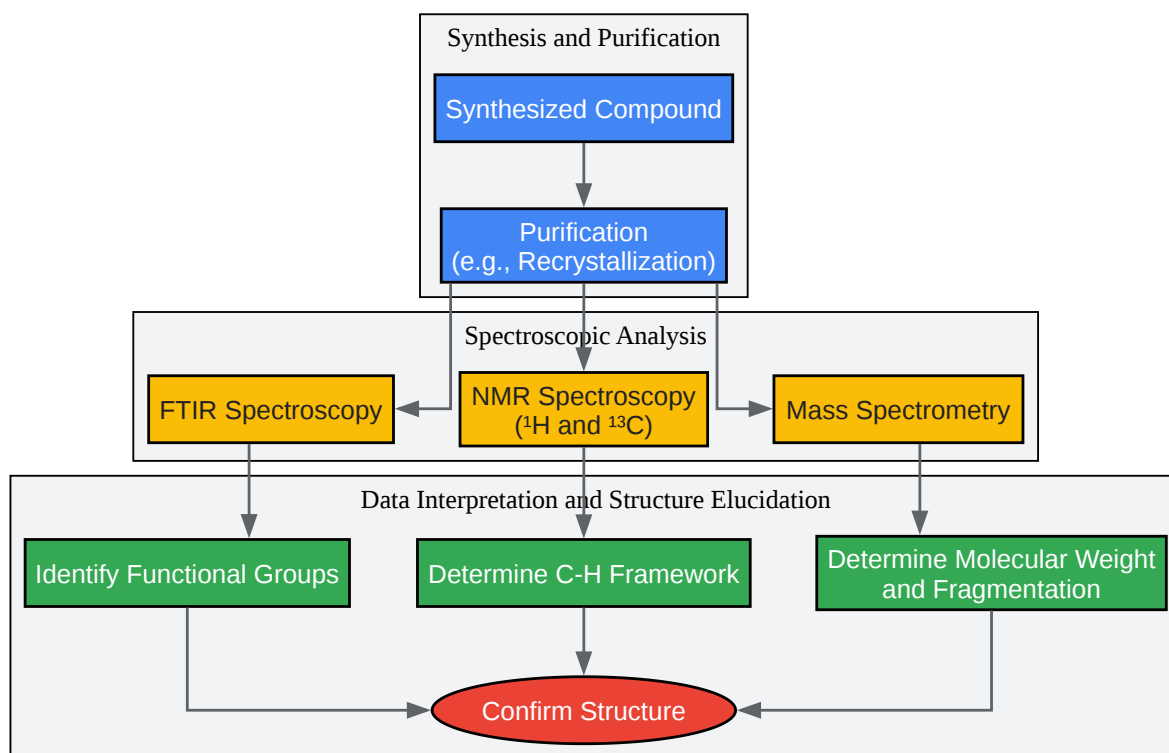 Synthesis and Purification
Synthesized Compound
Purification
(e.g., Recrystallization)
Spectroscopic Analysis
FTIR Spectroscopy
NMR Spectroscopy
(¹H and ¹³C)
Mass Spectrometry
Data Interpretation and Structure Elucidation
Identify Functional Groups
Determine C-H Framework
Determine Molecular Weight
and Fragmentation
Confirm Structure